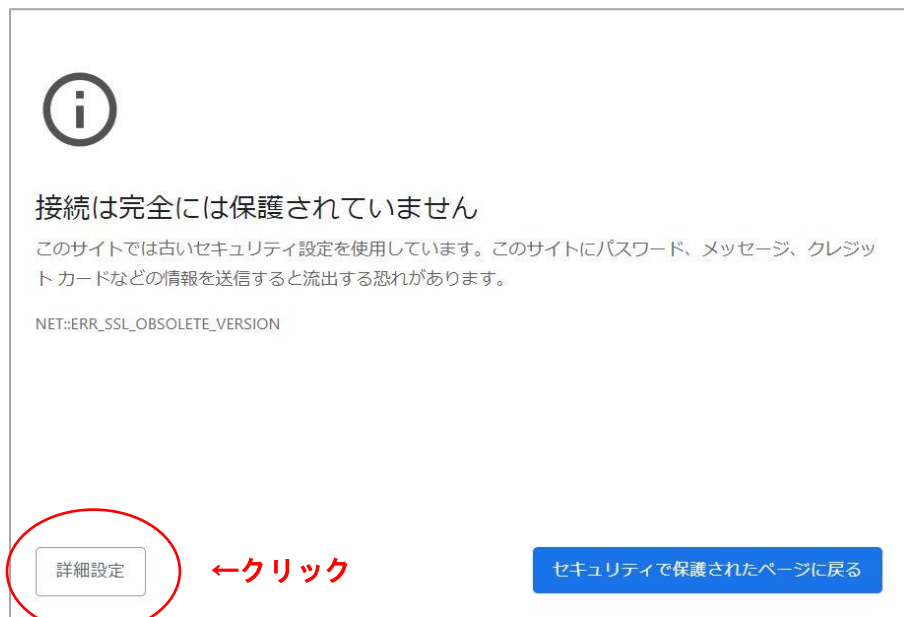 接続は完全には保護されていません
このサイトでは古いセキュリティ設定を使用しています。このサイトにパスワード、メッセージ、クレジッ
ト カードなどの情報を送信すると流出する恐れがあります。
NET::ERR_SSL_OBSOLETE_VERSION
詳細設定
←クリック
セキュリティで保護されたページに戻る